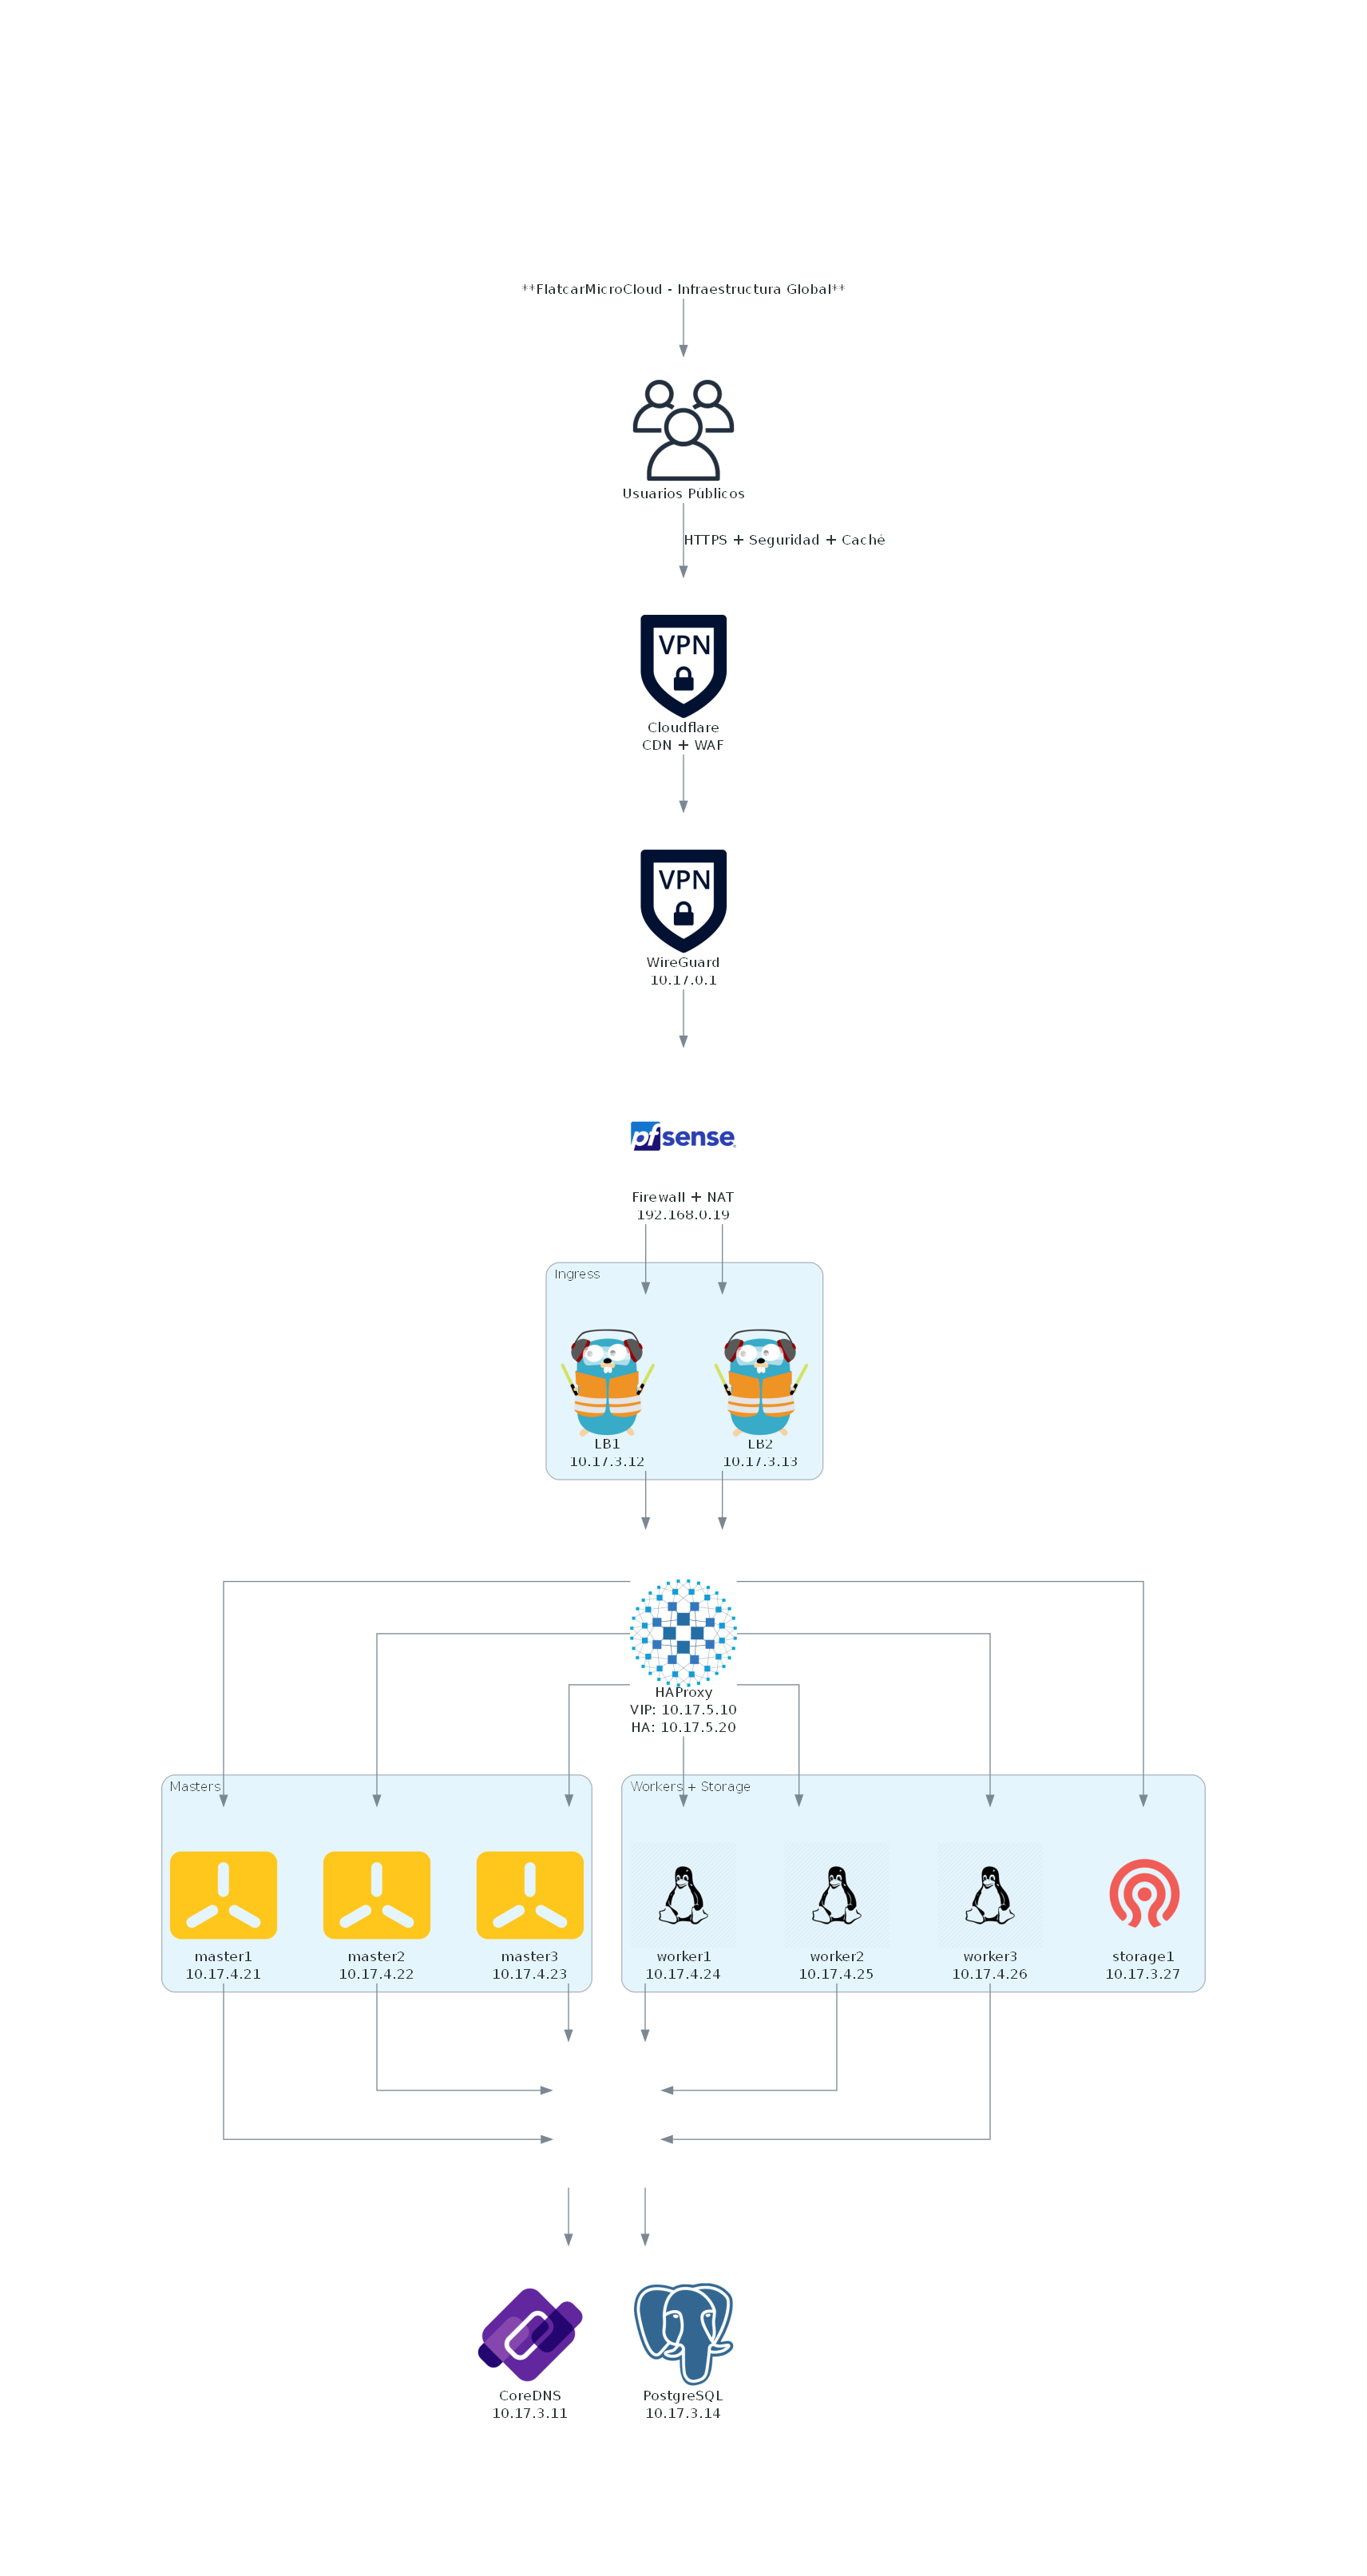 **FlatcarMicroCloud - Infraestructura Global**
Usuarios Públicos
HTTPS + Seguridad + Caché
VPN
Cloudflare
CDN + WAF
VPN
WireGuard
10.17.0.1
pfsense
Firewall + NAT
192.168.0.19
Ingress
LB1
10.17.3.12
LB2
10.17.3.13
HAProxy
VIP: 10.17.5.10
HA: 10.17.5.20
Masters
master1
10.17.4.21
master2
10.17.4.22
master3
10.17.4.23
Workers + Storage
worker1
10.17.4.24
worker2
10.17.4.25
worker3
10.17.4.26
storage1
10.17.3.27
CoreDNS
10.17.3.11
PostgreSQL
10.17.3.14